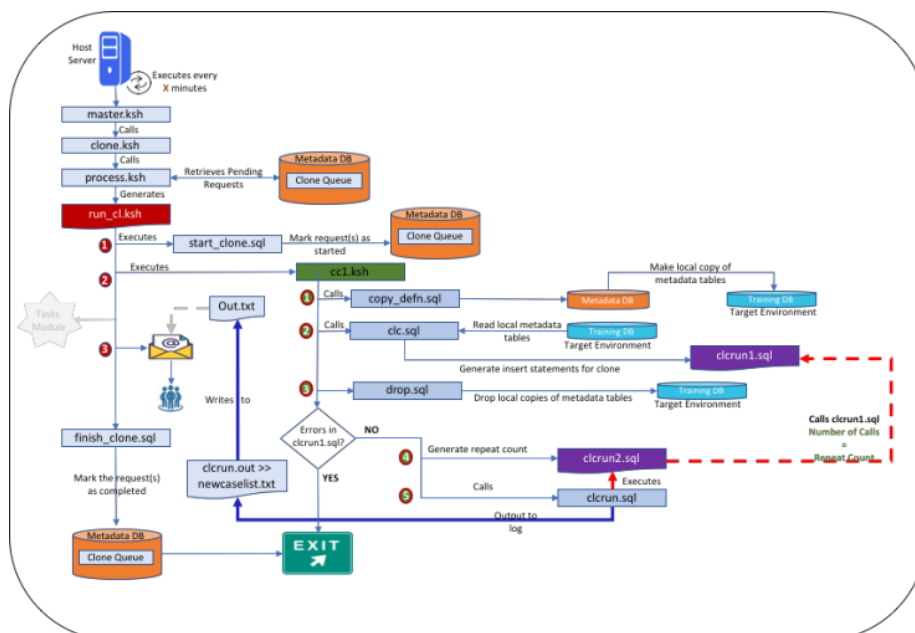 Host
Server
Executes every
X minutes
master.ksh
Calls
clone.ksh
Calls
process.ksh
Retrieves Pending
Requests
Metadata DB
Clone Queue
Generates
run_cl.ksh
Metadata DB
Clone Queue
1
Executes
start_clone.sql
Mark request(s) as
started
2
Executes
cc1.ksh
Make local copy of
metadata tables
1
Calls
copy_defn.sql
Metadata DB
Training DB
Target Environment
Tasks
Module
Out.txt
2
Calls
clc.sql
Read local metadata
tables
Training DB
Target Environment
3
clcrun1.sql
Generate insert statements for clone
3
drop.sql
Training DB
Drop local copies of metadata tables
Target Environment
Writes to
finish_clone.sql
Errors in
clcrun1.sql?
NO
YES
Calls clcrun1.sql
Number of Calls
=
Repeat Count
4
Generate repeat count
clcrun2.sql
clcrun.out >>
newcaselist.txt
Executes
5
Calls
clcrun.sql
Mark the request(s)
as completed
Output to
log
Metadata DB
Clone Queue
EXIT